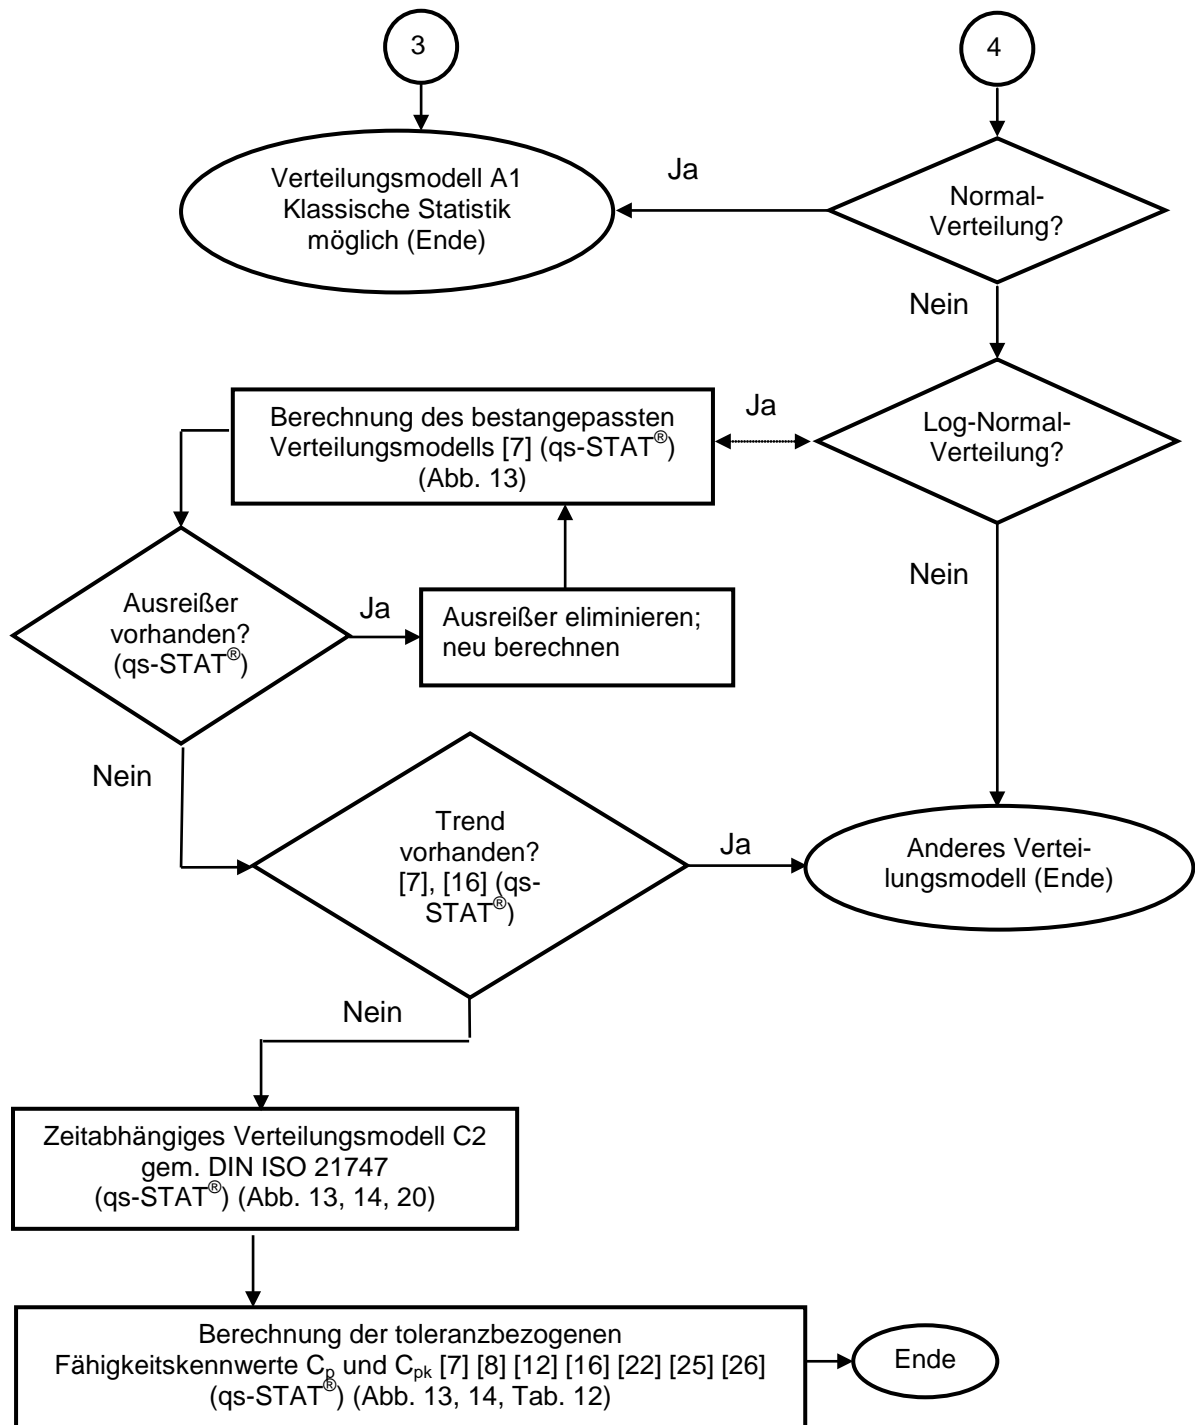 3
4
Verteilungsmodell A1
Klassische Statistik
möglich (Ende)
Ja
Normal-
Verteilung?
Nein
Berechnung des bestangepassten
Verteilungsmodells [7] (qs-STAT®)
(Abb. 13)
Ja
Log-Normal-
Verteilung?
Nein
Ausreißer
vorhanden?
(qs-STAT®)
Ja
Ausreißer eliminieren;
neu berechnen
Nein
Trend
vorhanden?
[7], [16] (qs-
STAT®)
Ja
Anderes Vertei-
lungsmodell (Ende)
Nein
Zeitabhängiges Verteilungsmodell C2
gem. DIN ISO 21747
(qs-STAT®) (Abb. 13, 14, 20)
Berechnung der toleranzbezogenen
Fähigkeitskennwerte Cp und Cpk [7] [8] [12] [16] [22] [25] [26]
(qs-STAT®) (Abb. 13, 14, Tab. 12)
Ende